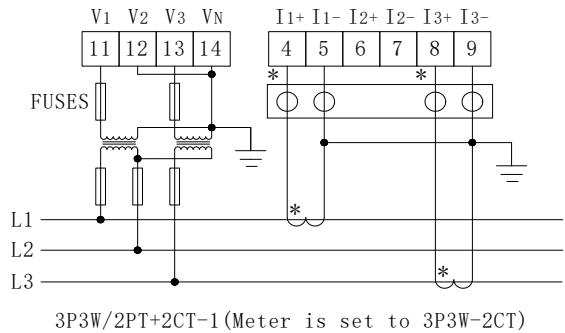 V1 V2 V3 VN I1+ I1- I2+ I2- I3+ I3-
11 12 13 14 4 5 6 7 8 9
* *
FUSES
*
L1
L2
*
L3
3P3W/2PT+2CT-1(Meter is set to 3P3W-2CT)